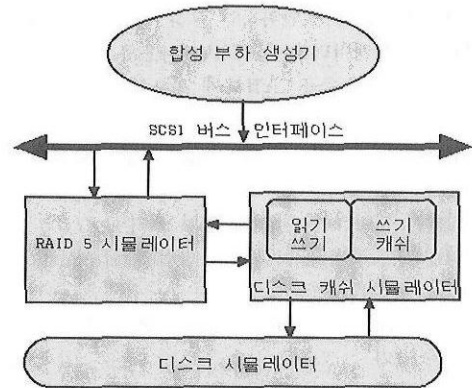 합성 부하 생성기
SCSI 버스 인터페이스
RAID 5 시뮬레이터
읽기
쓰기
쓰기
캐쉬
디스크 캐쉬 시뮬레이터
디스크 시뮬레이터